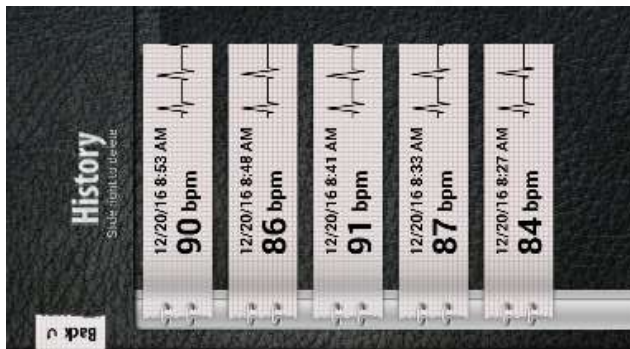 Back
History
Slide right to delete
12/20/16 8:53 AM
90 bpm
12/20/16 8:48 AM
86 bpm
12/20/16 8:41 AM
91 bpm
12/20/16 8:33 AM
87 bpm
12/20/16 8:27 AM
84 bpm